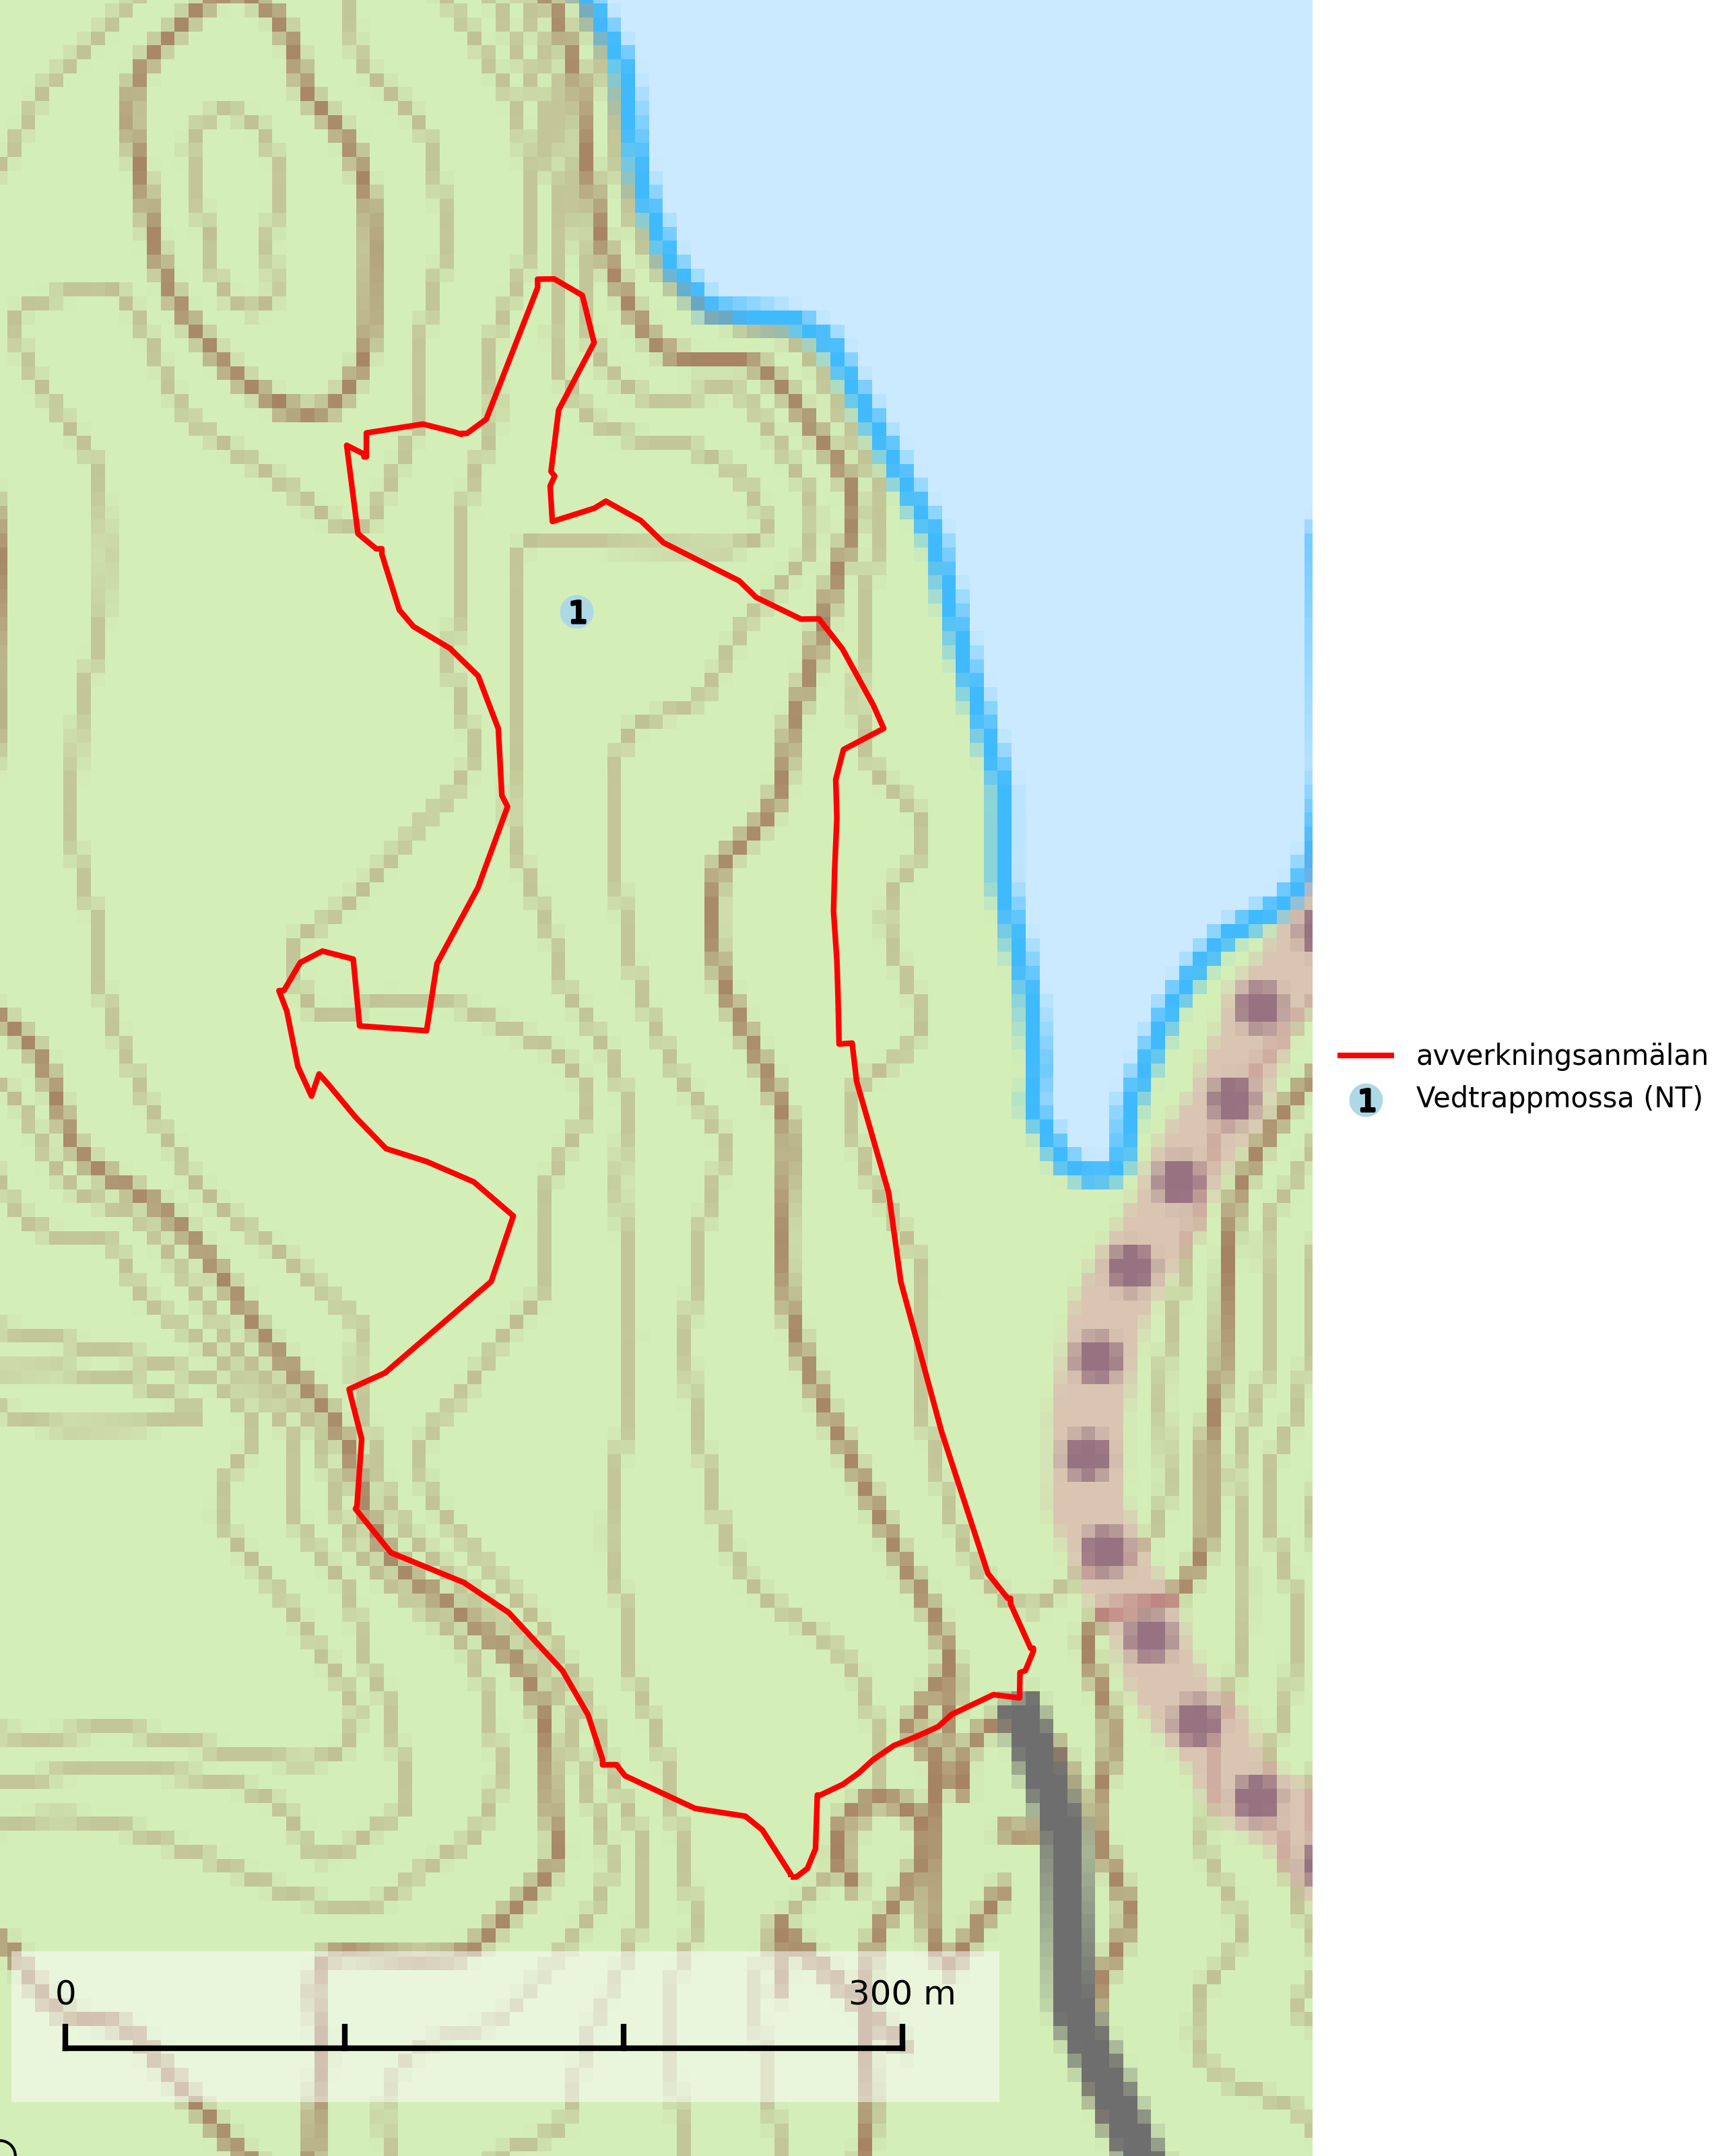 1
avverkningsanmälan
1 Vedtrappmossa (NT)
0 300 m